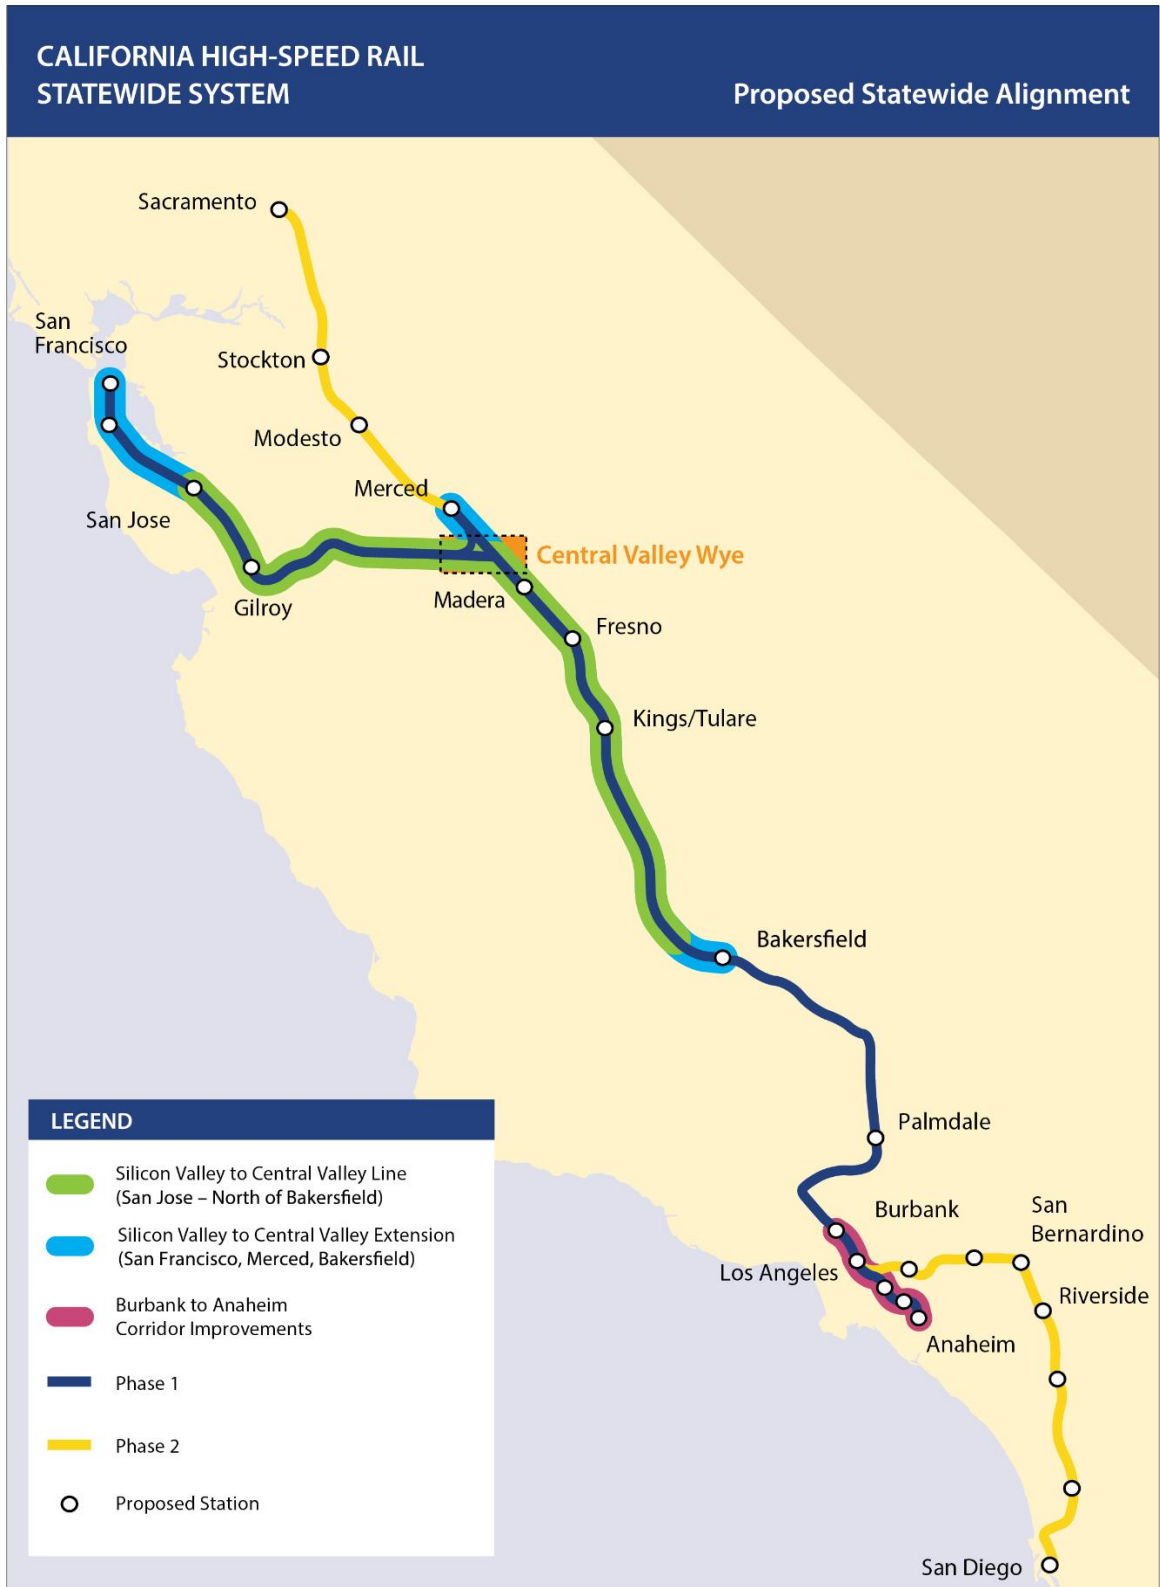 CALIFORNIA HIGH-SPEED RAIL
STATEWIDE SYSTEM
Proposed Statewide Alignment
Sacramento
San
Francisco
Stockton
Modesto
Merced
San Jose
Central Valley Wye
Gilroy
Madera
Fresno
Kings/Tulare
Bakersfield
Palmdale
Burbank
San
Bernardino
Los Angeles
Riverside
Anaheim
San Diego
LEGEND
Silicon Valley to Central Valley Line
(San Jose – North of Bakersfield)
Silicon Valley to Central Valley Extension
(San Francisco, Merced, Bakersfield)
Burbank to Anaheim
Corridor Improvements
Phase 1
Phase 2
Proposed Station